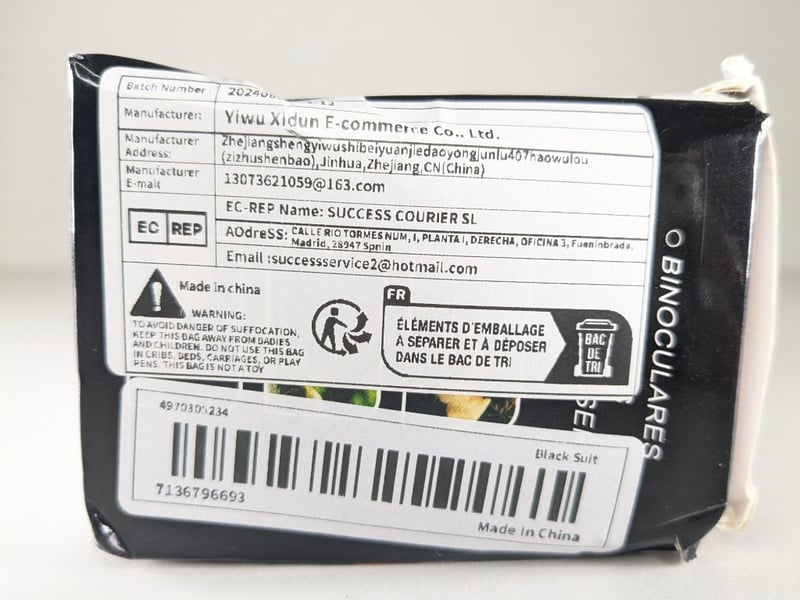 Batch Number:
Manufacturer: Yiwu Xidun E-commerce Co., Ltd.
Manufacturer Address: Zhejiangshengyiwushibeiyuanjiedaoyongjunlu407haowulou
(zizhushenbao),Jinhua,Zhejiang,CN(China)
Manufacturer E-mail 13073621059@163.com
EC REP
EC-REP Name: SUCCESS COURIER SL
AOdreSS: CALLE RIO TORMES NUM, I, PLANTA I, DERECHA, OFICINA 3, Fueninbrada,
Madrid, 28947 Sprin
Email :successservice2@hotmail.com
Made in china
WARNING:
TO AVOID DANGER OF SUFFOCATION,
KEEP THIS BAG AWAY FROM BABIES
AND CHILDREN. DO NOT USE THIS BAG
IN CRIBS. BEDS, CARRIAGES, OR PLAY
PENS. THIS BAG IS NOT A TOY
FR
ÉLÉMENTS D'EMBALLAGE
A SÉPARER ET À DÉPOSER
DANS LE BAC DE TRI
BAC
DE
TRI
4970305234
Black Suit
7136796693
Made In China
BINOCULARES